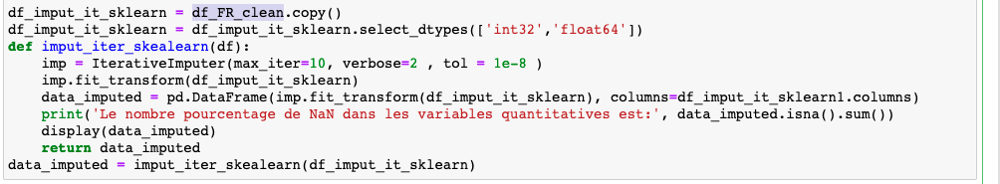 df_imput_it_sklearn = df_FR_clean.copy()
df_imput_it_sklearn = df_imput_it_sklearn.select_dtypes(['int32','float64'])
def imput_iter_skealearn(df):
    imp = IterativeImputer(max_iter=10, verbose=2 , tol = 1e-8 )
    imp.fit_transform(df_imput_it_sklearn)
    data_imputed = pd.DataFrame(imp.fit_transform(df_imput_it_sklearn), columns=df_imput_it_sklearn1.columns)
    print('Le nombre pourcentage de NaN dans les variables quantitatives est:', data_imputed.isna().sum())
    display(data_imputed)
    return data_imputed
data_imputed = imput_iter_skealearn(df_imput_it_sklearn)